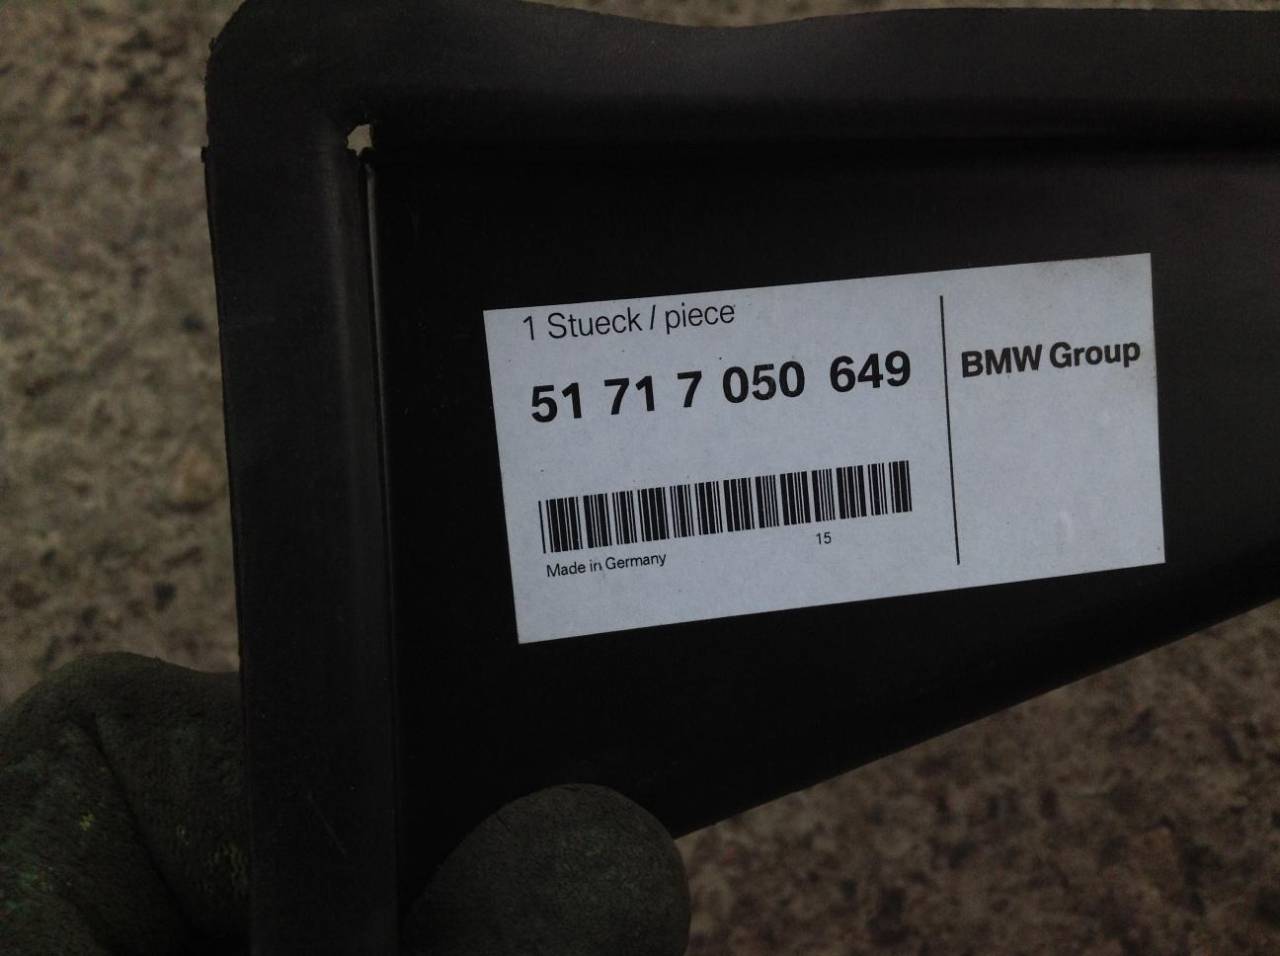 1 Stueck / piece
51 71 7 050 649
BMW Group
Made in Germany
15